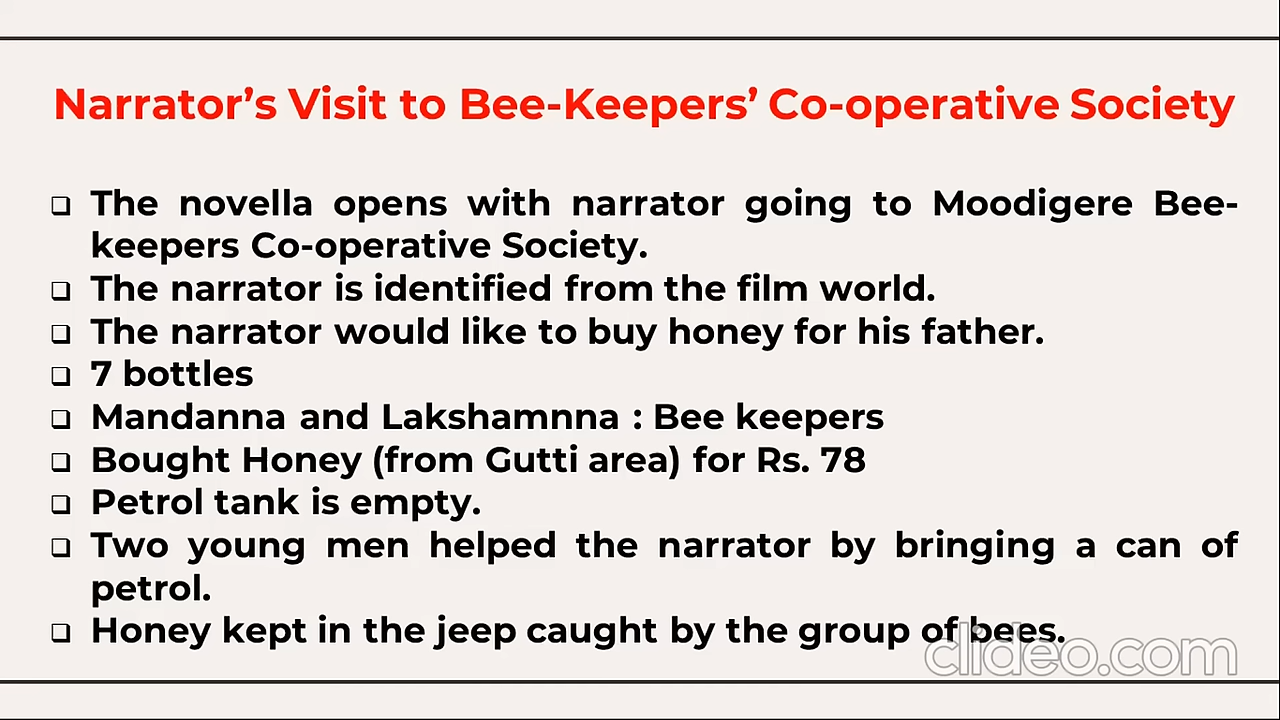 Narrator’s Visit to Bee-Keepers’ Co-operative Society
❑ The novella opens with narrator going to Moodigere Bee-
keepers Co-operative Society.
❑ The narrator is identified from the film world.
❑ The narrator would like to buy honey for his father.
❑ 7 bottles
❑ Mandanna and Lakshamnna : Bee keepers
❑ Bought Honey (from Gutti area) for Rs. 78
❑ Petrol tank is empty.
❑ Two young men helped the narrator by bringing a can of
petrol.
❑ Honey kept in the jeep caught by the group of bees.
clideo.com